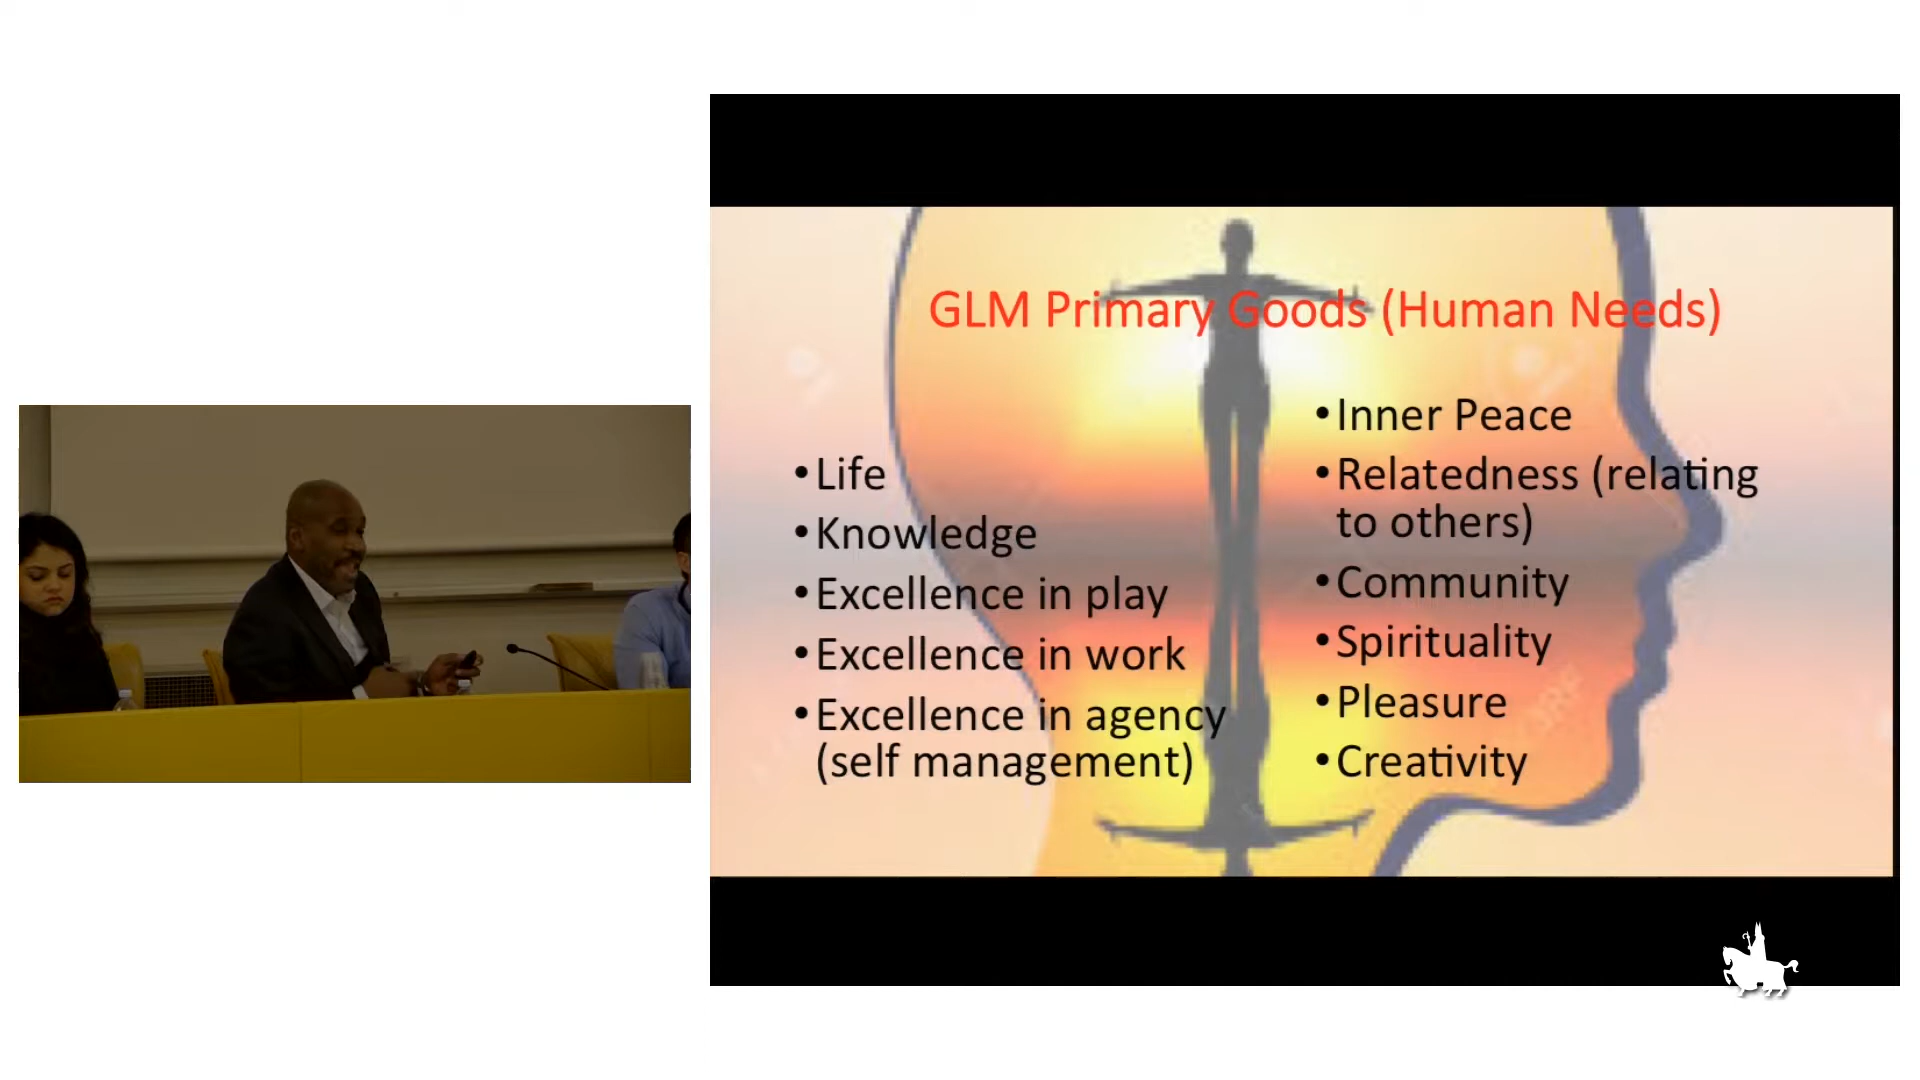 GLM Primary Goods (Human Needs)
•Life
•Knowledge
•Excellence in play
•Excellence in work
•Excellence in agency
(self management)
•Inner Peace
•Relatedness (relating
to others)
•Community
•Spirituality
•Pleasure
•Creativity